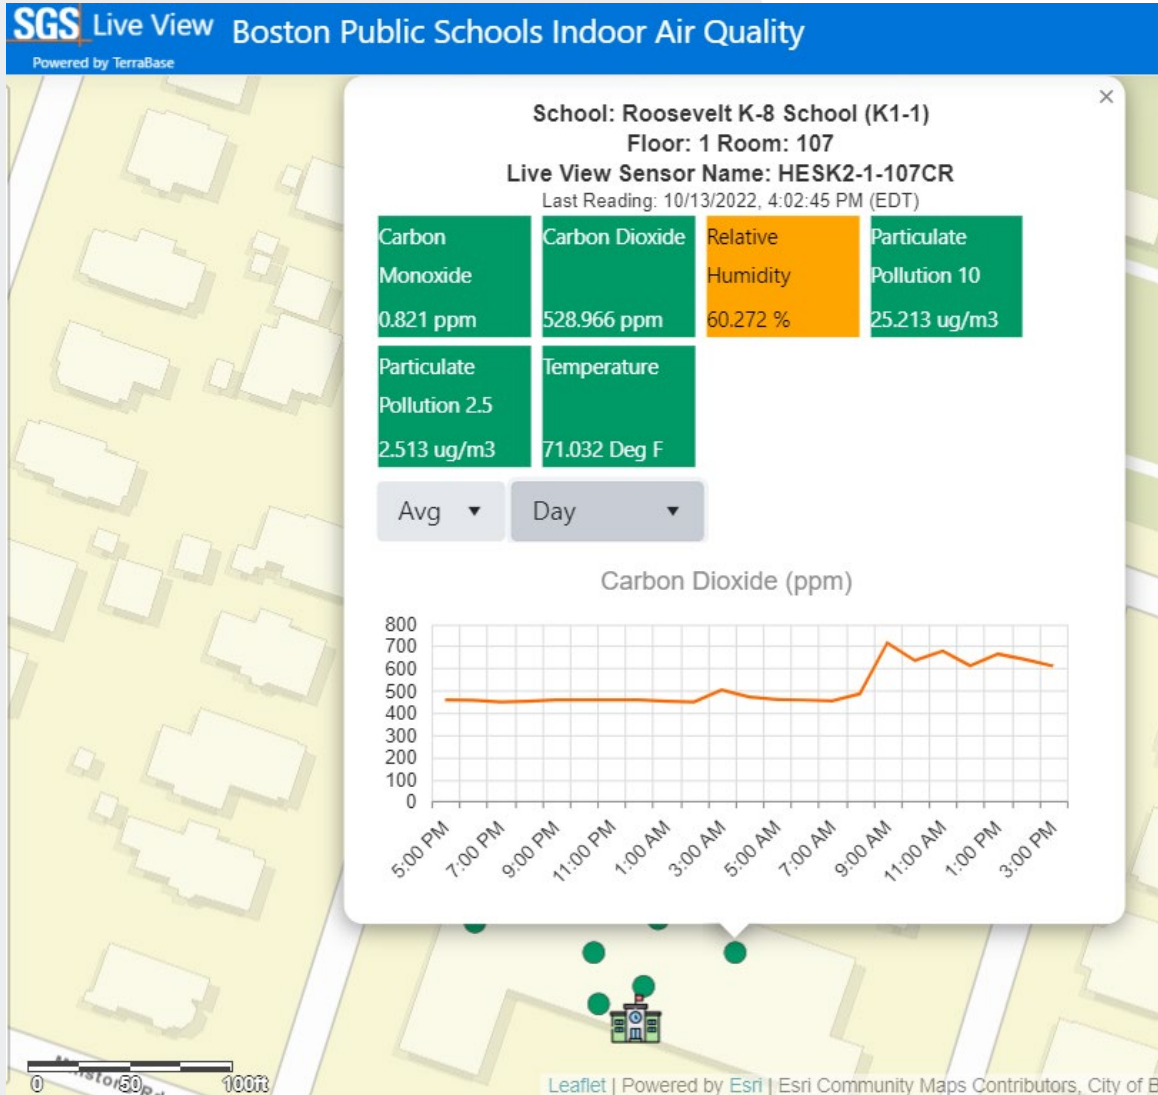 SGS Live View Boston Public Schools Indoor Air Quality
Powered by TerraBase
×
School: Roosevelt K-8 School (K1-1)
Floor: 1 Room: 107
Live View Sensor Name: HESK2-1-107CR
Last Reading: 10/13/2022, 4:02:45 PM (EDT)
Carbon
Monoxide
0.821 ppm
Carbon Dioxide
528.966 ppm
Relative
Humidity
60.272 %
Particulate
Pollution 10
25.213 ug/m3
Particulate
Pollution 2.5
2.513 ug/m3
Temperature
71.032 Deg F
Avg
Day
Carbon Dioxide (ppm)
800
700
600
500
400
300
200
100
0
5:00 PM
7:00 PM
9:00 PM
11:00 PM
1:00 AM
3:00 AM
5:00 AM
7:00 AM
9:00 AM
11:00 AM
1:00 PM
3:00 PM
0 50 100ft
Leaflet | Powered by Esri | Esri Community Maps Contributors, City of B